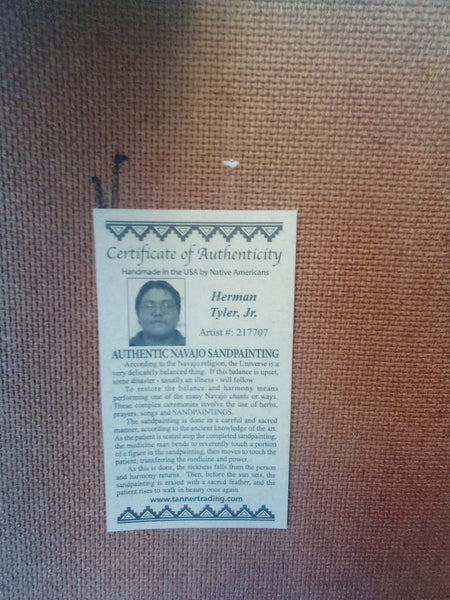 Certificate of Authenticity
Handmade in the USA by Native Americans
Herman
Tyler, Jr.
Artist #: 217707
AUTHENTIC NAVAJO SANDPAINTING
According to the Navajo religion, the Universe is a
very delicately balanced thing. If this balance is upset,
some disaster - usually an illness - will follow.
To restore the balance and harmony means
performing one of the many Navajo chants or ways.
These complex ceremonies involve the use of herbs,
prayers, songs and SANDPAINTINGS.
The sandpainting is done in a careful and sacred
manner, according to the ancient knowledge of the art.
As the patient is seated atop the completed sandpainting,
the medicine man bends to reverently touch a portion
of a figure in the sandpainting, then moves to touch the
patient, transferring the medicine and power.
As this is done, the sickness falls from the person
and harmony returns. Then, before the sun sets, the
sandpainting is erased with a sacred feather, and the
patient rises to walk in beauty once again.
www.tannertrading.com